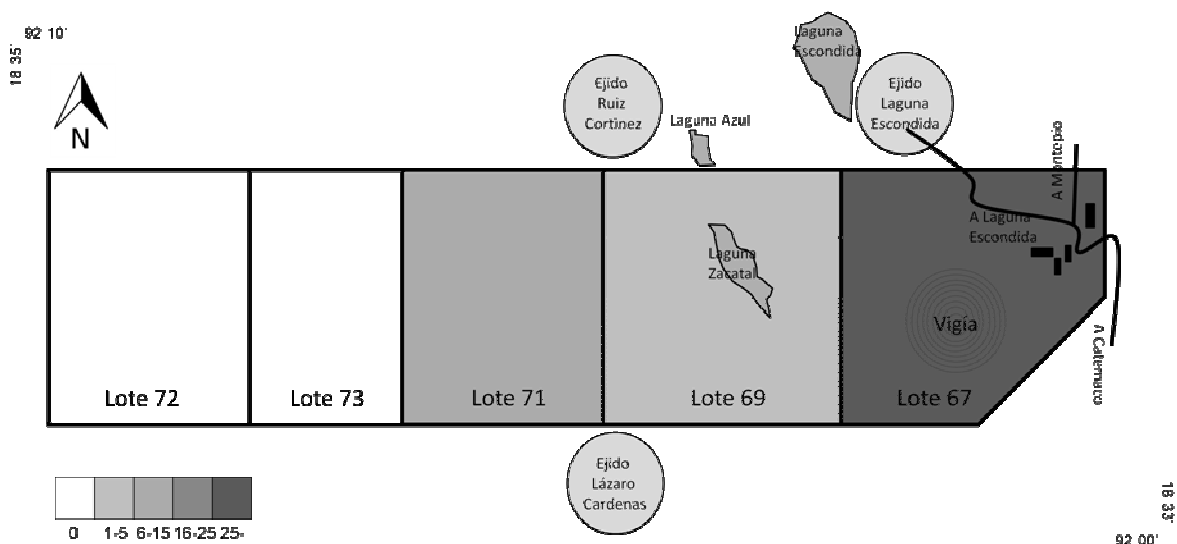 92 10'
18 35'
N
Ejido
Ruiz
Cortinez
Laguna Azul
Laguna
Escondida
Ejido
Laguna
Escondida
A Montepio
A Laguna
Escondida
Laguna
Zacatal
Vigía
A Catemaco
Lote 72
Lote 73
Lote 71
Lote 69
Lote 67
Ejido
Lázaro
Cardenas
0 1-5 6-15 16-25 25-
18 33'
92 00'